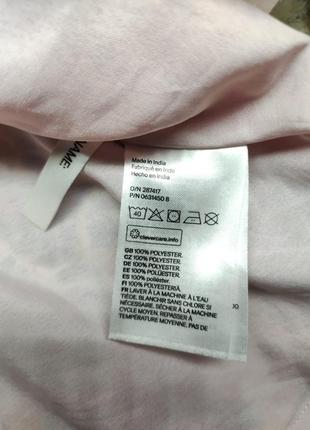 NAME:
Made in India
Fabriqué en Inde
Hecho en India
O/N 287417
P/N 0631450 8
40
clevercare.info
GB 100% POLYESTER
CZ 100% POLYESTER
DE 100% POLYESTER
EE 100% POLÜESTER
ES 100% poliéster
FI 100% POLYESTERIÄ
FR LAVER À LA MACHINE À L'EAU
TIÈDE. BLANCHIR SANS CHLORE SI
NÉCESSAIRE. SÉCHER À LA MACHINE
CYCLE MOYEN. REPASSER À
TEMPÉRATURE MOYENNE. PAS DE